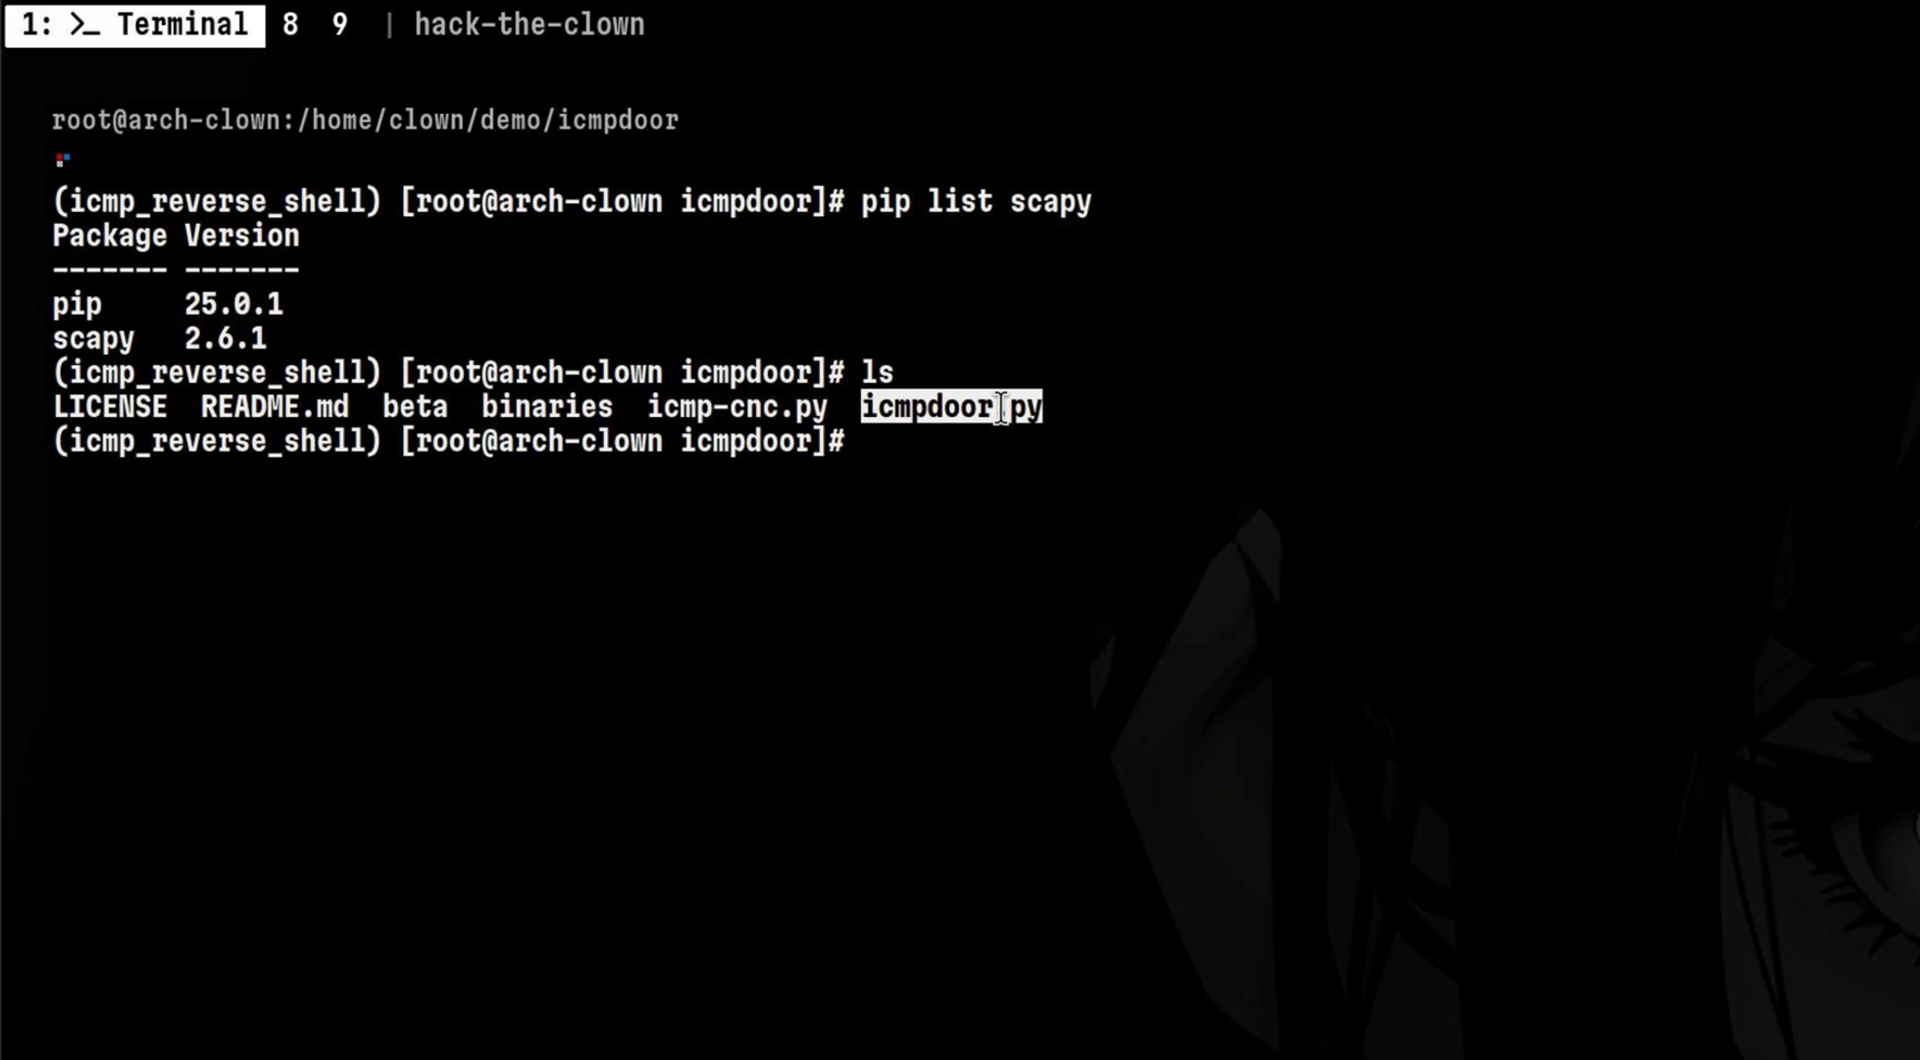 1: >_ Terminal 8 9 | hack-the-clown
root@arch-clown:/home/clown/demo/icmpdoor
(icmp_reverse_shell) [root@arch-clown icmpdoor]# pip list scapy
Package Version
------- -------
pip 25.0.1
scapy 2.6.1
(icmp_reverse_shell) [root@arch-clown icmpdoor]# ls
LICENSE README.md beta binaries icmp-cnc.py icmpdoor.py
(icmp_reverse_shell) [root@arch-clown icmpdoor]#